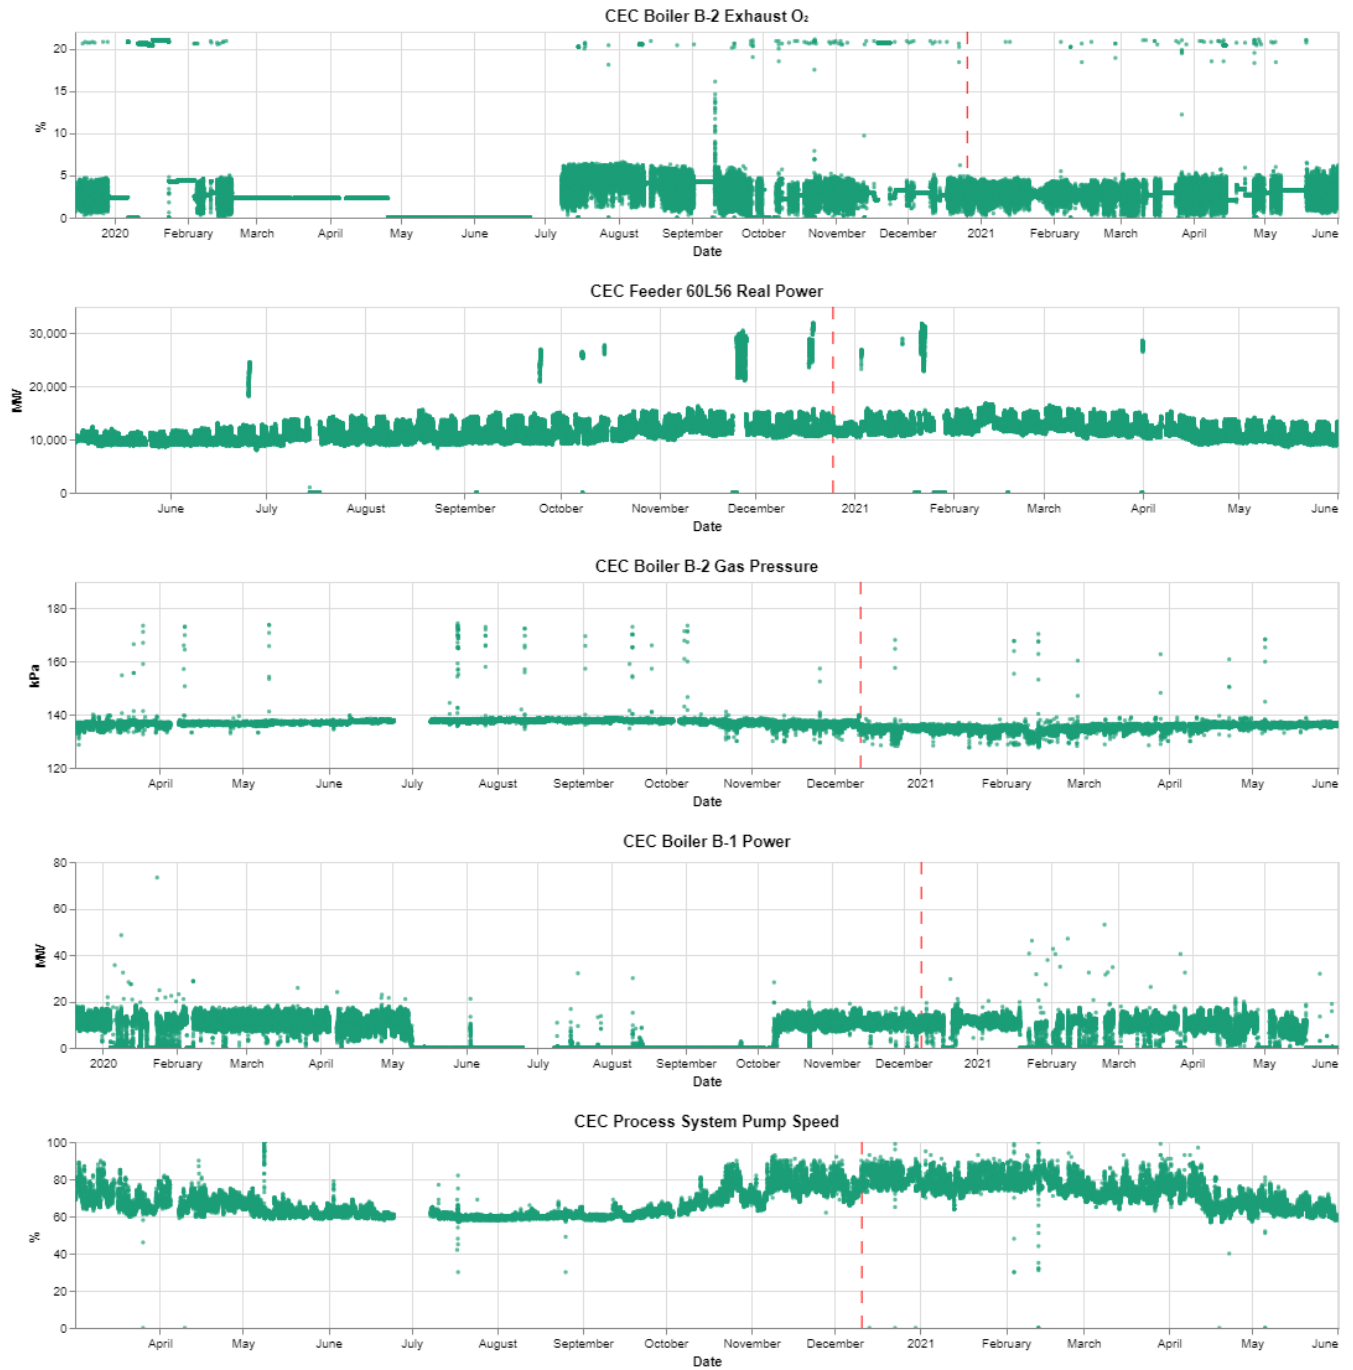 CEC Boiler B-2 Exhaust O₂
20
15
10
5
0
%
2020 February March April May June July August September October November December 2021 February March April May June
Date
CEC Feeder 60L56 Real Power
30,000
20,000
10,000
0
MW
June July August September October November December 2021 February March April May June
Date
CEC Boiler B-2 Gas Pressure
180
160
140
120
kPa
April May June July August September October November December 2021 February March April May June
Date
CEC Boiler B-1 Power
80
60
40
20
0
MW
2020 February March April May June July August September October November December 2021 February March April May June
Date
CEC Process System Pump Speed
100
80
60
40
20
0
%
April May June July August September October November December 2021 February March April May June
Date